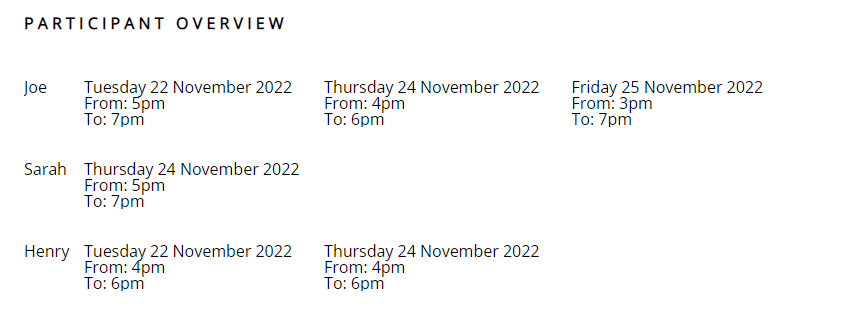 PARTICIPANT OVERVIEW
Joe Tuesday 22 November 2022 Thursday 24 November 2022 Friday 25 November 2022
From: 5pm From: 4pm From: 3pm
To: 7pm To: 6pm To: 7pm
Sarah Thursday 24 November 2022
From: 5pm
To: 7pm
Henry Tuesday 22 November 2022 Thursday 24 November 2022
From: 4pm From: 4pm
To: 6pm To: 6pm